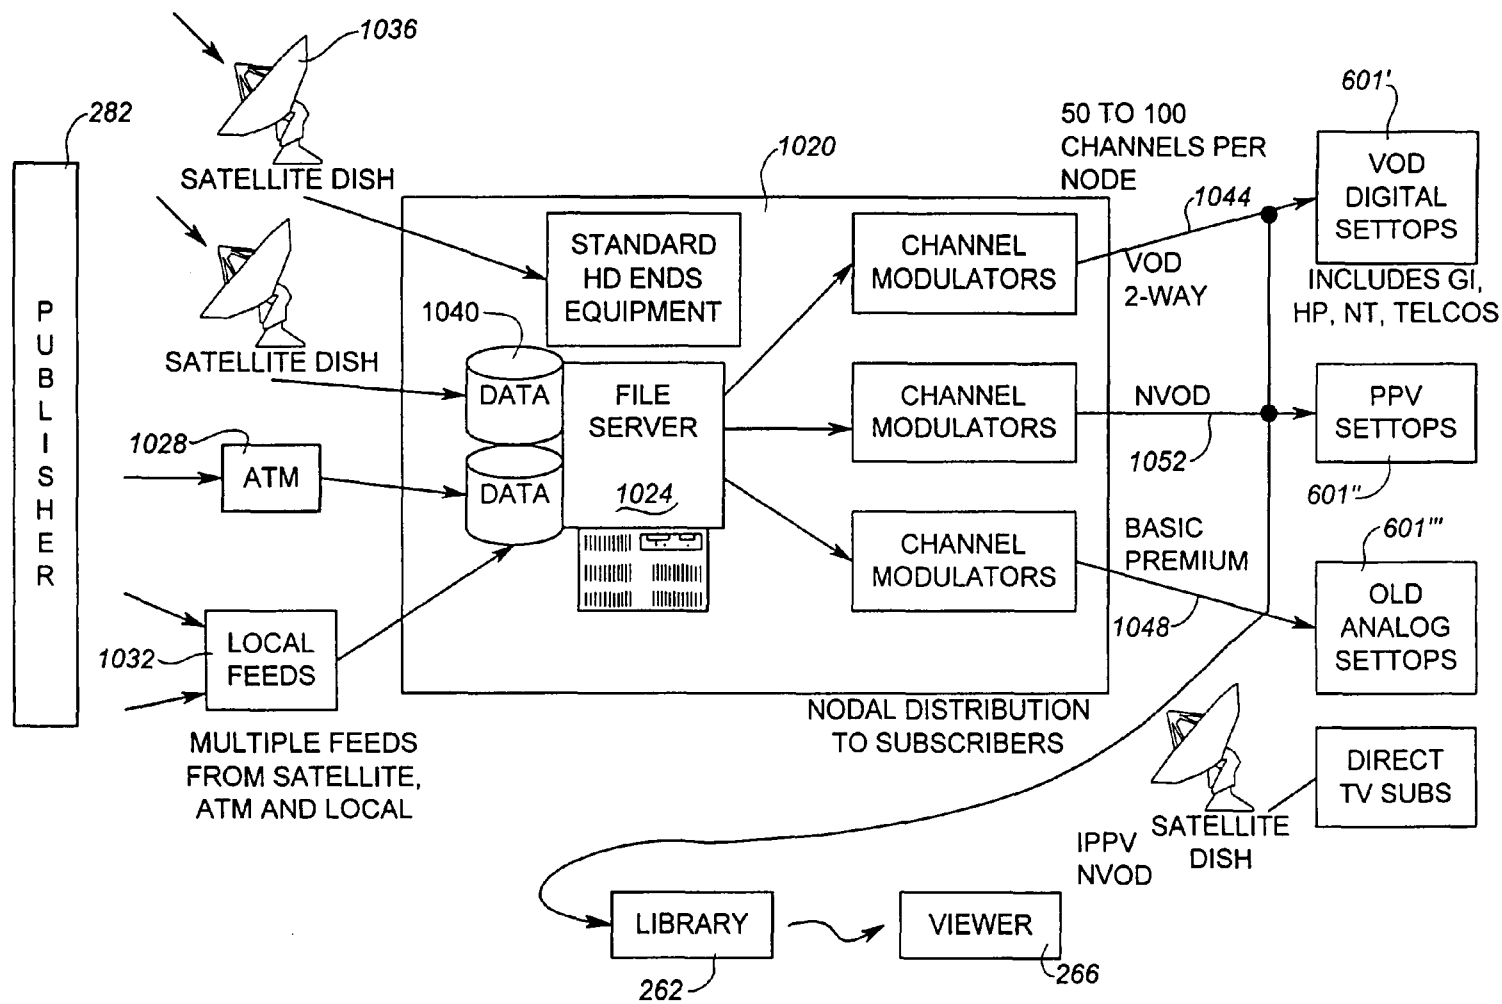 282
PUBLISHER
1036
SATELLITE DISH
SATELLITE DISH
1028
ATM
1032
LOCAL
FEEDS
MULTIPLE FEEDS
FROM SATELLITE,
ATM AND LOCAL
1020
STANDARD
HD ENDS
EQUIPMENT
1040
DATA
DATA
FILE
SERVER
1024
CHANNEL
MODULATORS
CHANNEL
MODULATORS
CHANNEL
MODULATORS
NODAL DISTRIBUTION
TO SUBSCRIBERS
50 TO 100
CHANNELS PER
NODE
1044
VOD
2-WAY
NVOD
1052
BASIC
PREMIUM
1048
601'
VOD
DIGITAL
SETTOPS
INCLUDES GI,
HP, NT, TELCOS
PPV
SETTOPS
601"
601'"
OLD
ANALOG
SETTOPS
DIRECT
TV SUBS
SATELLITE
DISH
IPPV
NVOD
LIBRARY
262
VIEWER
266